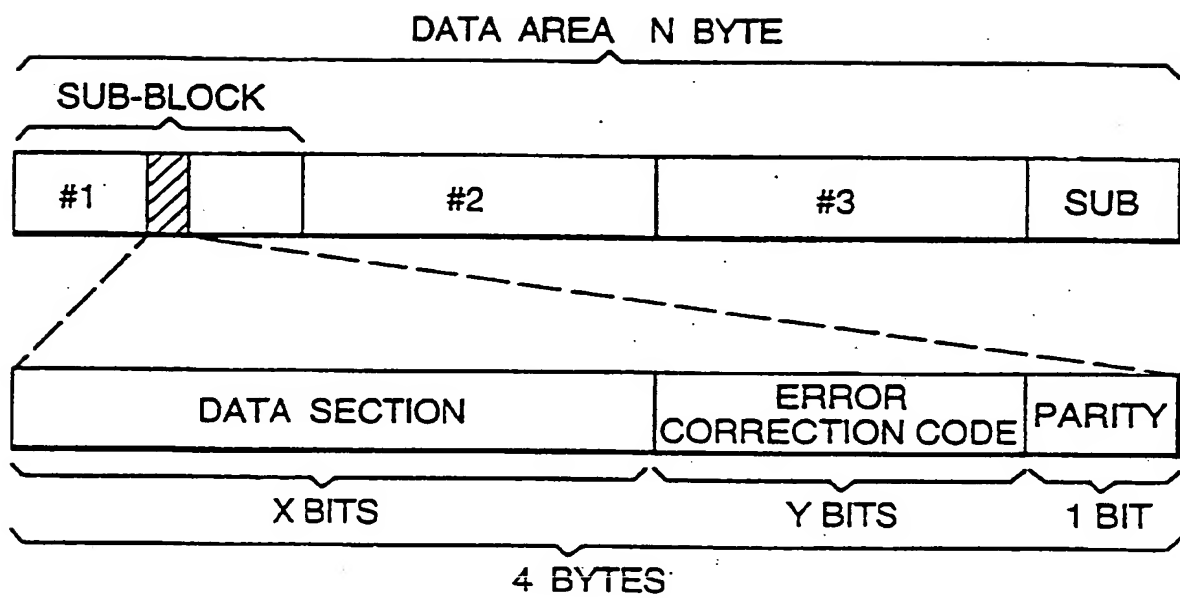 DATA AREA N BYTE
SUB-BLOCK
#1 #2 #3 SUB
DATA SECTION
ERROR
CORRECTION CODE
PARITY
X BITS Y BITS 1 BIT
4 BYTES